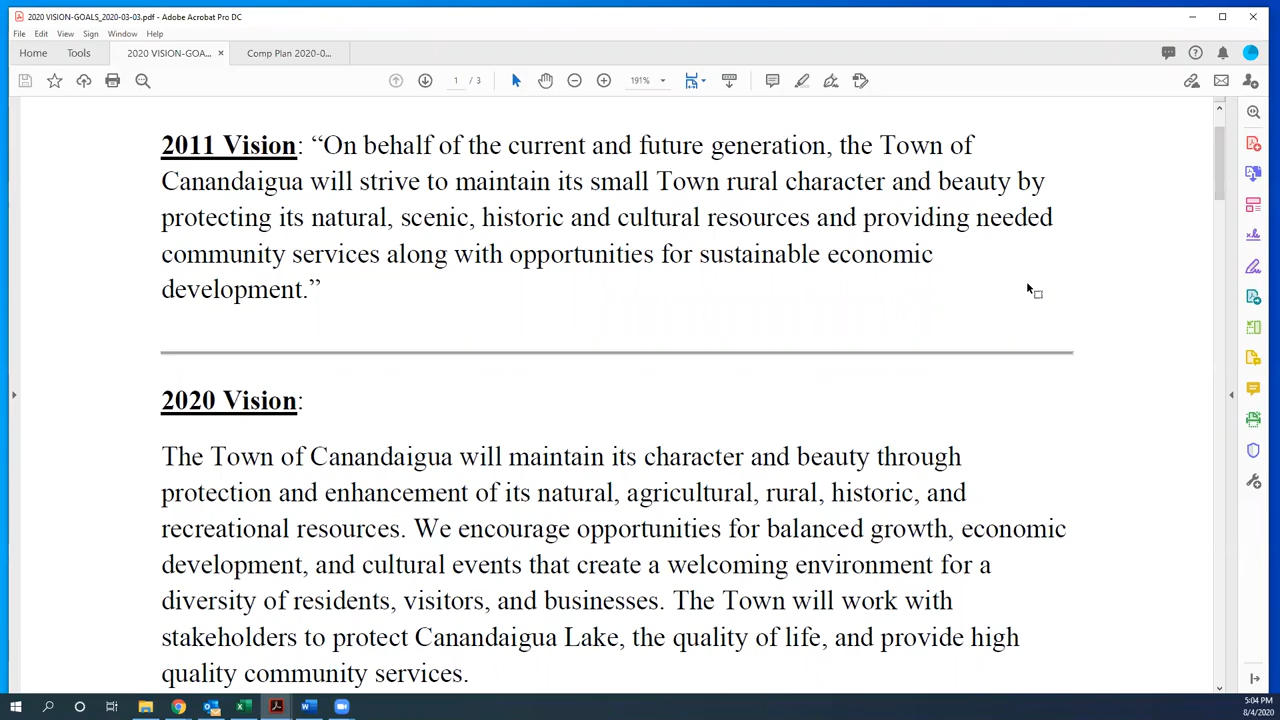 2020 VISION-GOALS_2020-03-03.pdf - Adobe Acrobat Pro DC
File Edit View Sign Window Help
Home Tools 2020 VISION-GOA... × Comp Plan 2020-0...
1 / 3 191%
2011 Vision: “On behalf of the current and future generation, the Town of
Canandaigua will strive to maintain its small Town rural character and beauty by
protecting its natural, scenic, historic and cultural resources and providing needed
community services along with opportunities for sustainable economic
development.”
2020 Vision:
The Town of Canandaigua will maintain its character and beauty through
protection and enhancement of its natural, agricultural, rural, historic, and
recreational resources. We encourage opportunities for balanced growth, economic
development, and cultural events that create a welcoming environment for a
diversity of residents, visitors, and businesses. The Town will work with
stakeholders to protect Canandaigua Lake, the quality of life, and provide high
quality community services.
5:04 PM
8/4/2020